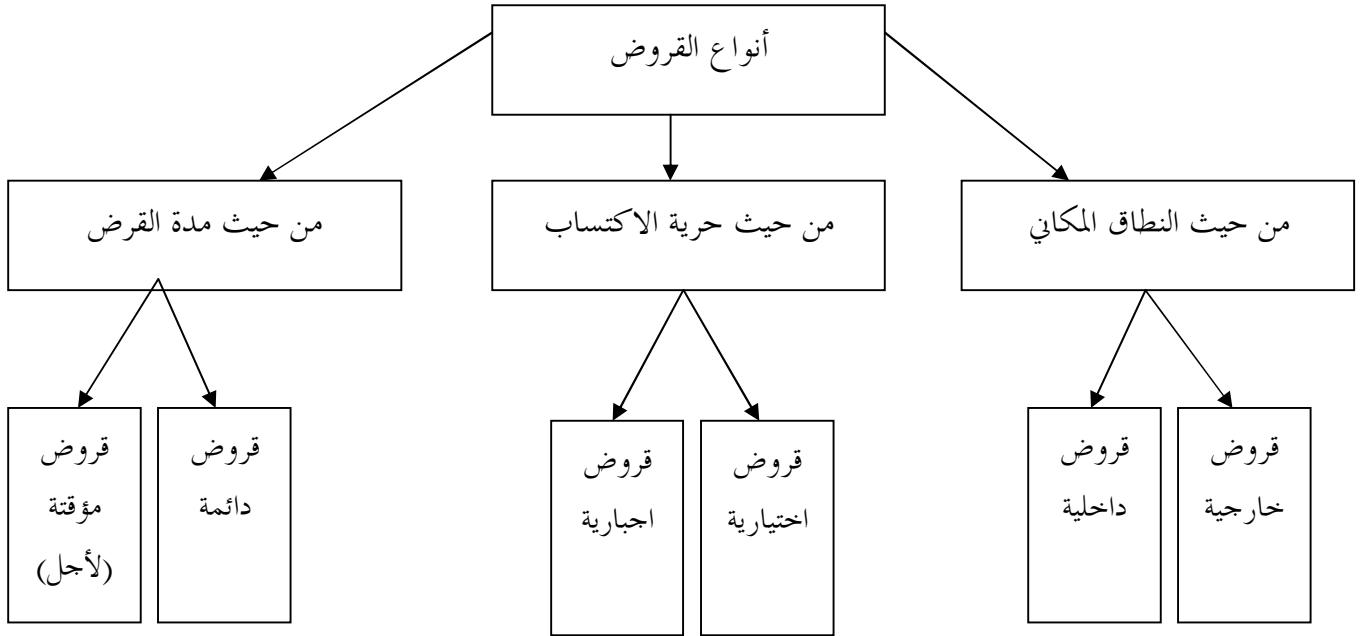 أنواع القروض
من حيث النطاق المكاني
من حيث حرية الاكتساب
من حيث مدة القرض
قروض
خارجية
قروض
داخلية
قروض
اختيارية
قروض
اجبارية
قروض
دائمة
قروض
مؤقتة
(لأجل)